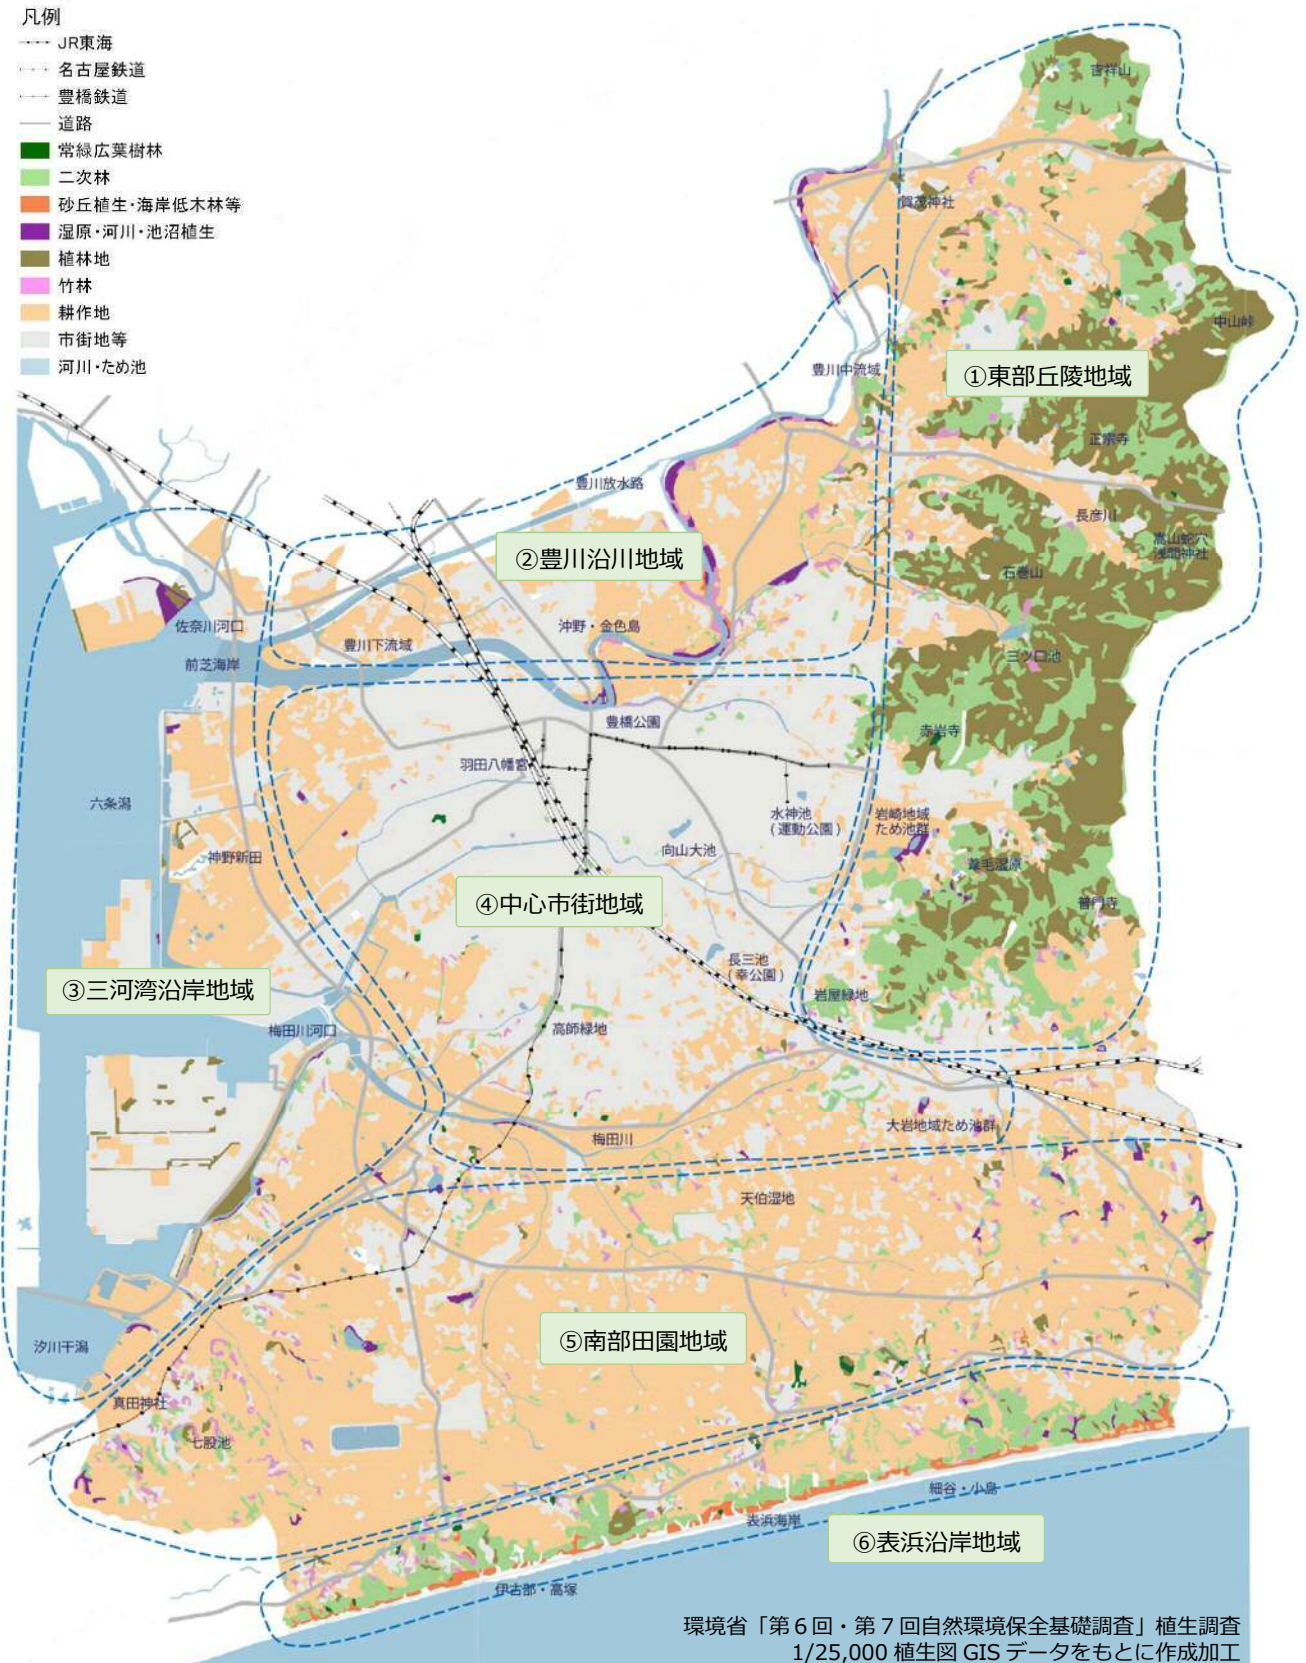 凡例
JR東海
名古屋鉄道
豊橋鉄道
道路
常緑広葉樹林
二次林
砂丘植生・海岸低木林等
湿原・河川・池沼植生
植林地
竹林
耕作地
市街地等
河川・ため池
吉祥山
賀茂神社
中山峠
豊川中流域
①東部丘陵地域
正宗寺
豊川放水路
長彦川
嵩山蛇穴
浅間神社
②豊川沿川地域
石巻山
佐奈川河口
沖野・金色島
豊川下流域
前芝海岸
三ツ口池
豊橋公園
赤岩寺
羽田八幡宮
六条潟
水神池
(運動公園)
岩崎地域
ため池群
神野新田
向山大池
葦毛湿原
④中心市街地域
普門寺
長三池
(幸公園)
③三河湾沿岸地域
岩屋緑地
梅田川河口
高師緑地
大岩地域ため池群
梅田川
天伯湿地
汐川干潟
⑤南部田園地域
真田神社
七股池
細谷・小島
表浜海岸
⑥表浜沿岸地域
伊古部・高塚
環境省「第6回・第7回自然環境保全基礎調査」植生調査
1/25,000 植生図 GIS データをもとに作成加工